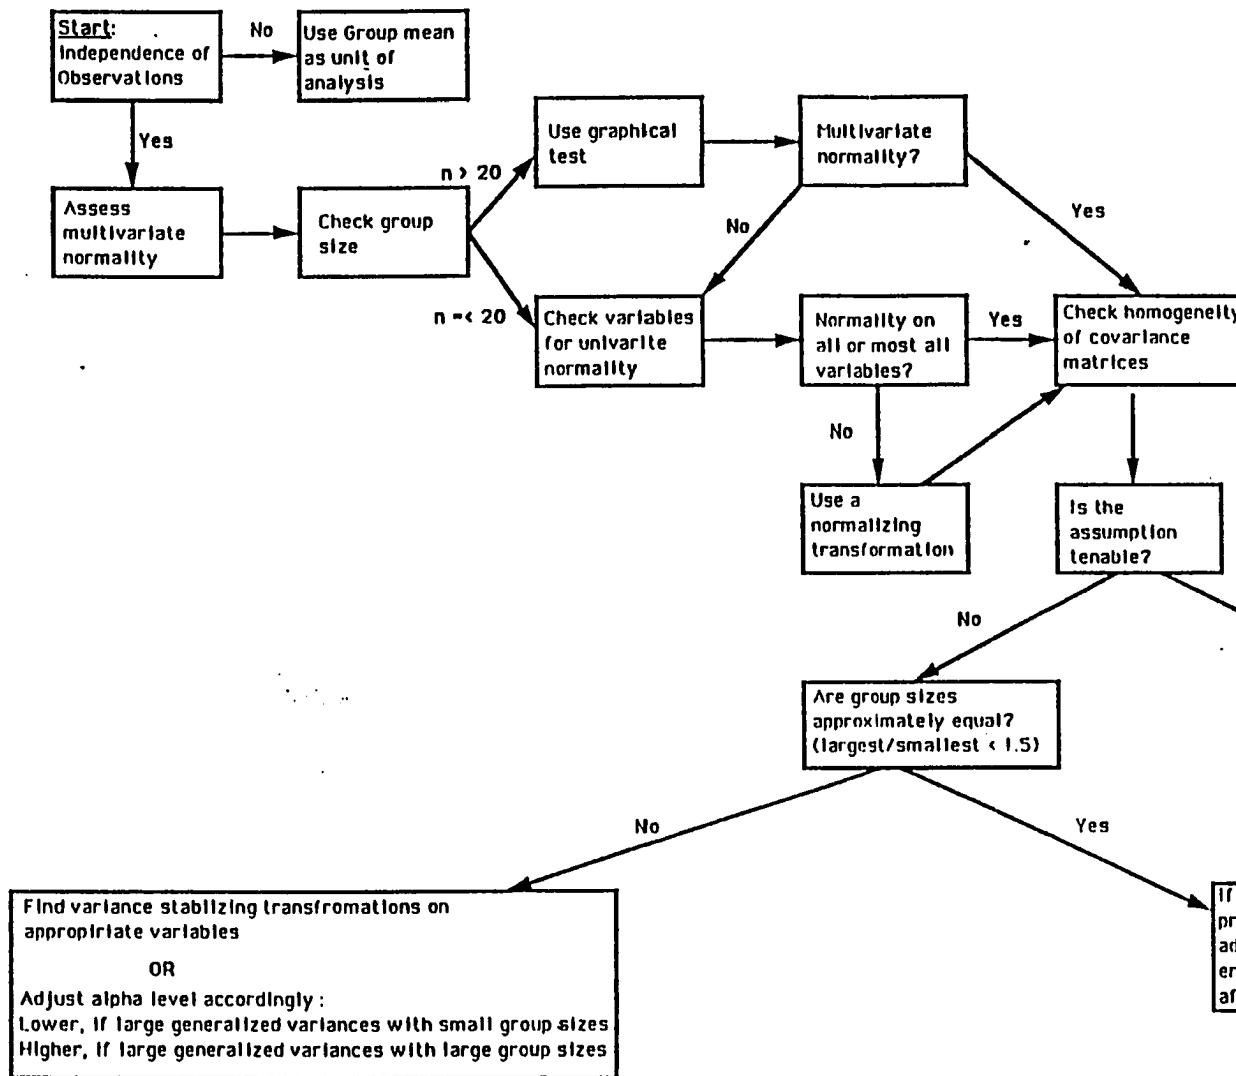 Start:
Independence of
Observations
No
Use Group mean
as unit of
analysis
Yes
Assess
multivariate
normality
Check group
size
n > 20
n =< 20
Use graphical
test
Multivariate
normality?
No
Yes
Check variables
for univarite
normality
Normality on
all or most all
variables?
Yes
Check homogeneity
of covariance
matrices
No
Use a
normalizing
transformation
Is the
assumption
tenable?
No
Are group sizes
approximately equal?
(largest/smallest < 1.5)
No
Yes
Find variance stablizing transfromations on
appropiriate variables
OR
Adjust alpha level accordingly :
Lower, if large generalized variances with small group sizes
Higher, if large generalized variances with large group sizes
If
pr
ad
er
af